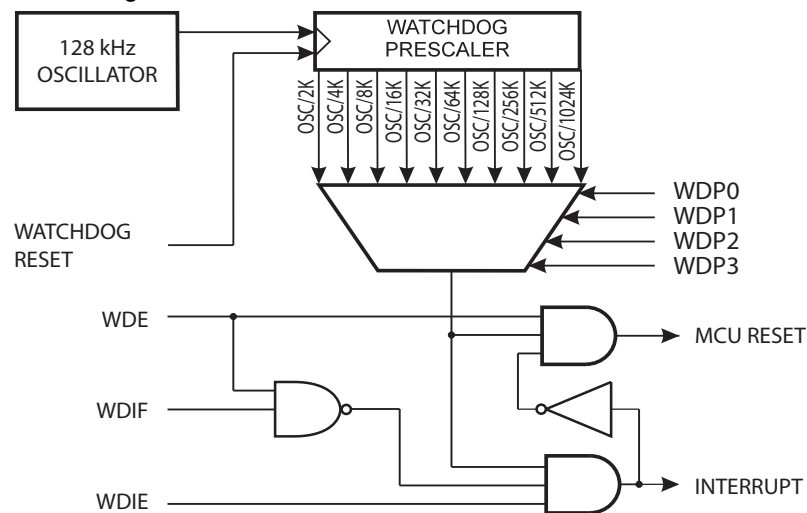 128 kHz
OSCILLATOR
WATCHDOG
PRESCALER
OSC/2K
OSC/4K
OSC/8K
OSC/16K
OSC/32K
OSC/64K
OSC/128K
OSC/256K
OSC/512K
OSC/1024K
WDP0
WDP1
WDP2
WDP3
WATCHDOG
RESET
WDE
MCU RESET
WDIF
INTERRUPT
WDIE